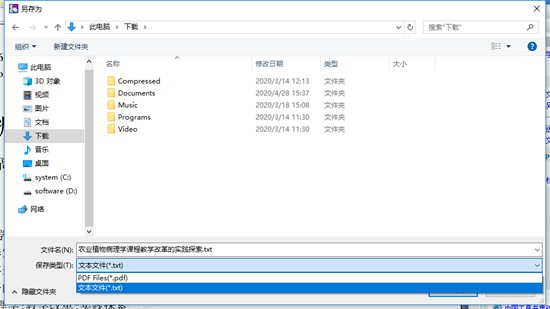 另存为
此电脑 > 下载 >
搜索"下载"
组织 新建文件夹
名称 修改日期 类型 大小
此电脑
3D 对象
视频
图片
文档
下载
音乐
桌面
system (C:)
software (D:)
网络
Compressed 2020/3/14 12:13 文件夹
Documents 2020/4/28 15:37 文件夹
Music 2020/3/18 15:08 文件夹
Programs 2020/3/14 11:30 文件夹
Video 2020/3/14 11:30 文件夹
文件名(N): 农业植物病理学课程教学改革的实践探索.txt
保存类型(T): 文本文件(*.txt)
PDF Files(*.pdf)
文本文件(*.txt)
隐藏文件夹